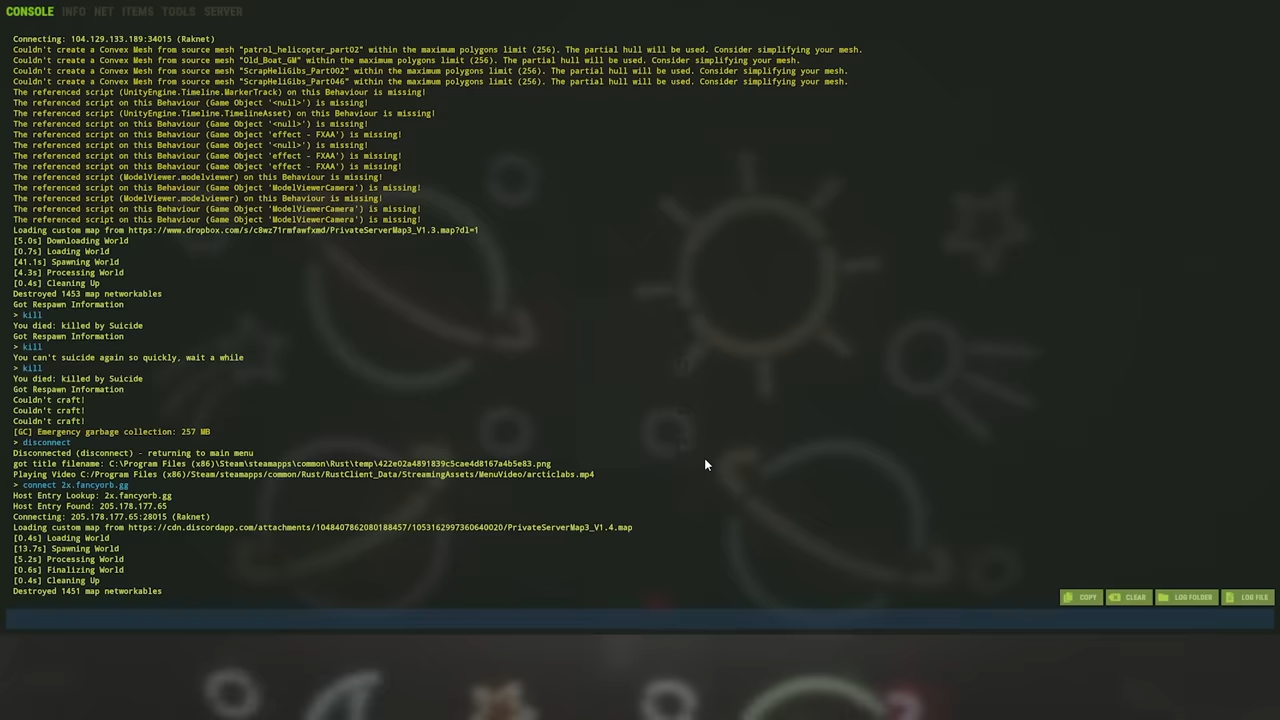 CONSOLE INFO NET ITEMS TOOLS SERVER
Connecting: 104.129.133.189:34015 (Raknet)
Couldn't create a Convex Mesh from source mesh "patrol_helicopter_part02" within the maximum polygons limit (256). The partial hull will be used. Consider simplifying your mesh.
Couldn't create a Convex Mesh from source mesh "Old_Boat_GM" within the maximum polygons limit (256). The partial hull will be used. Consider simplifying your mesh.
Couldn't create a Convex Mesh from source mesh "ScrapHeliGibs_Part002" within the maximum polygons limit (256). The partial hull will be used. Consider simplifying your mesh.
Couldn't create a Convex Mesh from source mesh "ScrapHeliGibs_Part046" within the maximum polygons limit (256). The partial hull will be used. Consider simplifying your mesh.
The referenced script (UnityEngine.Timeline.MarkerTrack) on this Behaviour is missing!
The referenced script on this Behaviour (Game Object '<null>') is missing!
The referenced script (UnityEngine.Timeline.TimelineAsset) on this Behaviour is missing!
The referenced script on this Behaviour (Game Object '<null>') is missing!
The referenced script on this Behaviour (Game Object 'effect - FXAA') is missing!
The referenced script on this Behaviour (Game Object '<null>') is missing!
The referenced script on this Behaviour (Game Object 'effect - FXAA') is missing!
The referenced script on this Behaviour (Game Object 'effect - FXAA') is missing!
The referenced script (ModelViewer.modelviewer) on this Behaviour is missing!
The referenced script on this Behaviour (Game Object 'ModelViewerCamera') is missing!
The referenced script (ModelViewer.modelviewer) on this Behaviour is missing!
The referenced script on this Behaviour (Game Object 'ModelViewerCamera') is missing!
The referenced script on this Behaviour (Game Object 'ModelViewerCamera') is missing!
Loading custom map from https://www.dropbox.com/s/c8wz71rmfawfxmd/PrivateServerMap3_V1.3.map?dl=1
[5.0s] Downloading World
[0.7s] Loading World
[41.1s] Spawning World
[4.3s] Processing World
[0.4s] Cleaning Up
Destroyed 1453 map networkables
Got Respawn Information
> kill
You died: killed by Suicide
Got Respawn Information
> kill
You can't suicide again so quickly, wait a while
> kill
You died: killed by Suicide
Got Respawn Information
Couldn't craft!
Couldn't craft!
Couldn't craft!
[GC] Emergency garbage collection: 257 MB
> disconnect
Disconnected (disconnect) - returning to main menu
got title filename: C:\Program Files (x86)\Steam\steamapps\common\Rust\temp\422e02a4891839c5cae4d8167a4b5e83.png
Playing Video C:/Program Files (x86)/Steam/steamapps/common/Rust/RustClient_Data/StreamingAssets/MenuVideo/arcticlabs.mp4
> connect 2x.fancyorb.gg
Host Entry Lookup: 2x.fancyorb.gg
Host Entry Found: 205.178.177.65
Connecting: 205.178.177.65:28015 (Raknet)
Loading custom map from https://cdn.discordapp.com/attachments/1048407862080188457/1053162997360640020/PrivateServerMap3_V1.4.map
[0.4s] Loading World
[13.7s] Spawning World
[5.2s] Processing World
[0.6s] Finalizing World
[0.4s] Cleaning Up
Destroyed 1451 map networkables
COPY CLEAR LOG FOLDER LOG FILE